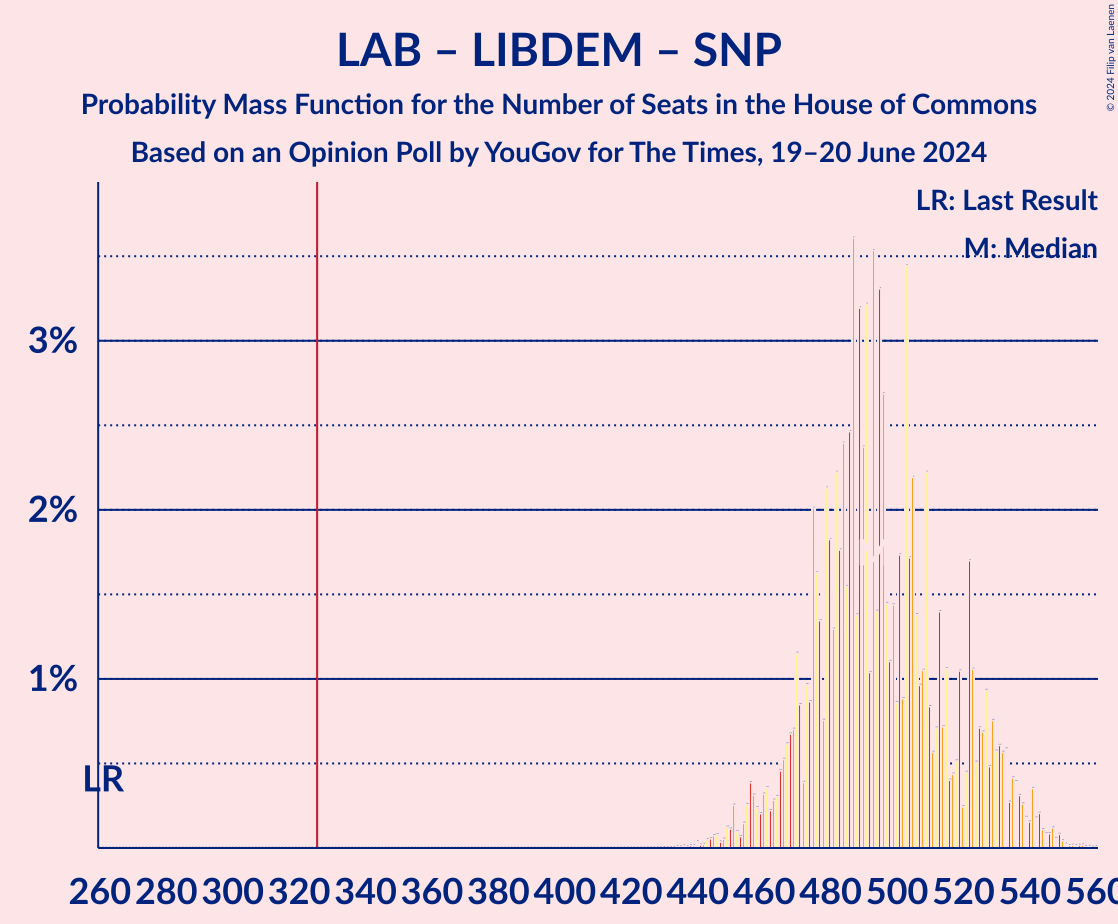 LAB – LIBDEM – SNP
Probability Mass Function for the Number of Seats in the House of Commons
Based on an Opinion Poll by YouGov for The Times, 19–20 June 2024
© 2024 Filip van Laenen
LR: Last Result
M: Median
3%
2%
1%
LR
260 280 300 320 340 360 380 400 420 440 460 480 500 520 540 560